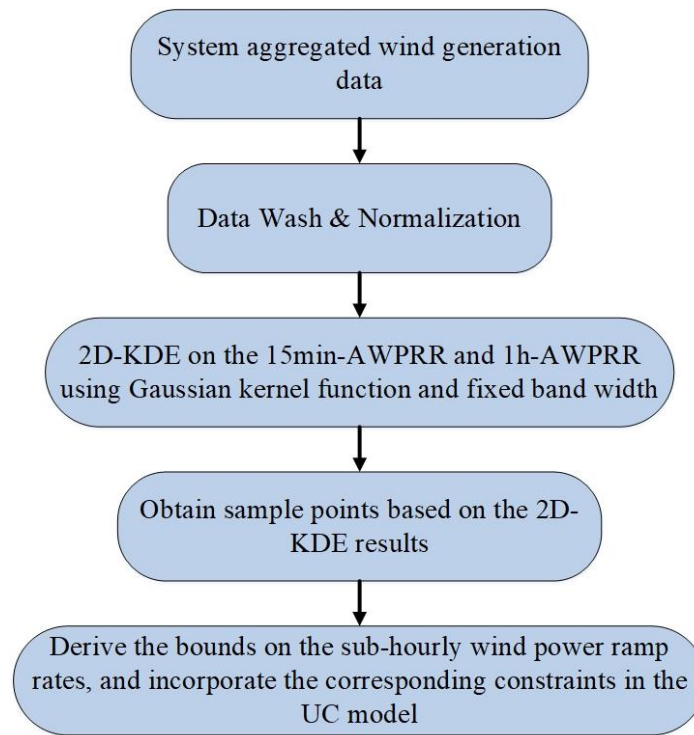 System aggregated wind generation
data
Data Wash & Normalization
2D-KDE on the 15min-AWPRR and 1h-AWPRR
using Gaussian kernel function and fixed band width
Obtain sample points based on the 2D-
KDE results
Derive the bounds on the sub-hourly wind power ramp
rates, and incorporate the corresponding constraints in the
UC model